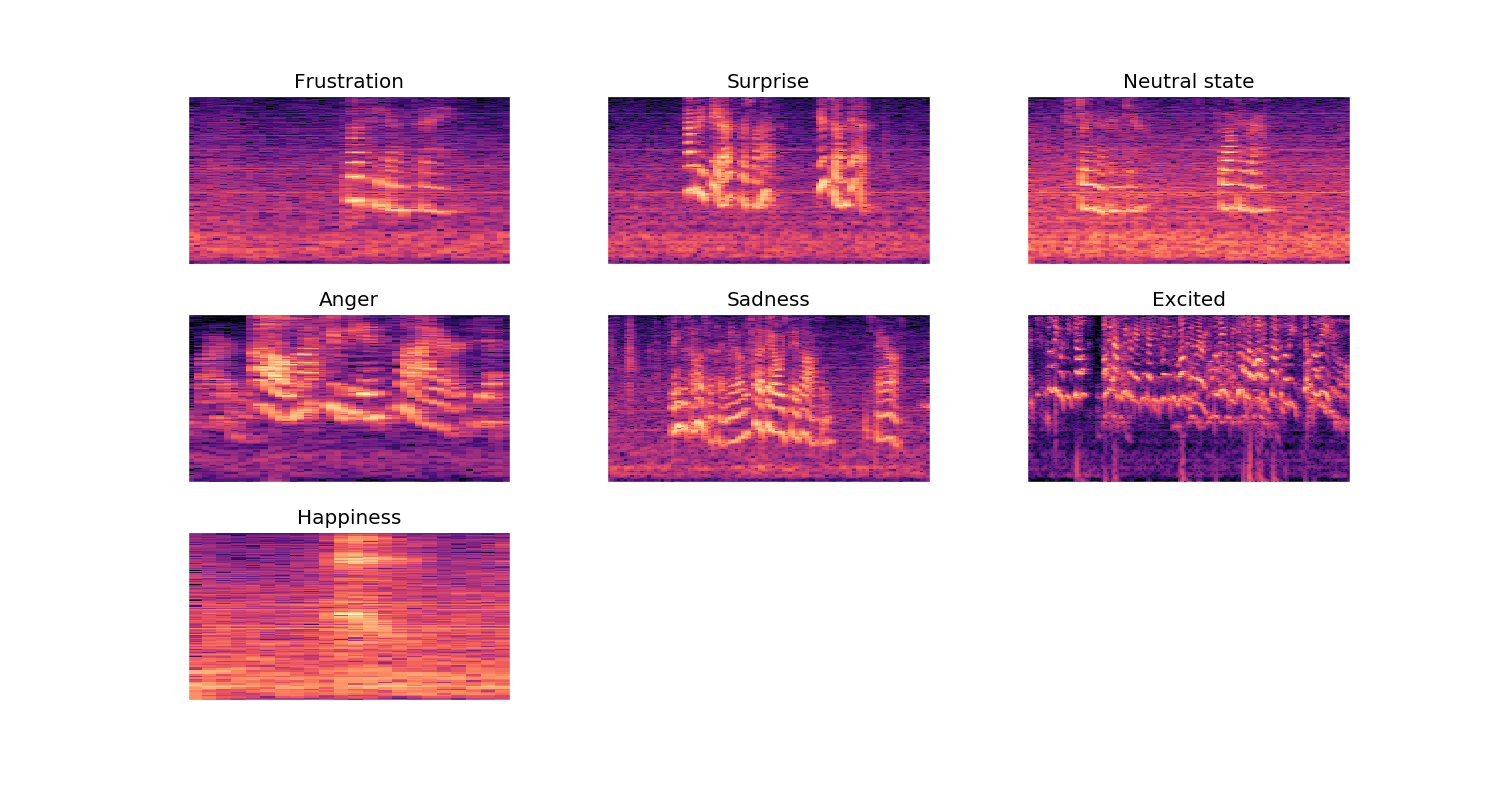 Frustration
Surprise
Neutral state
Anger
Sadness
Excited
Happiness